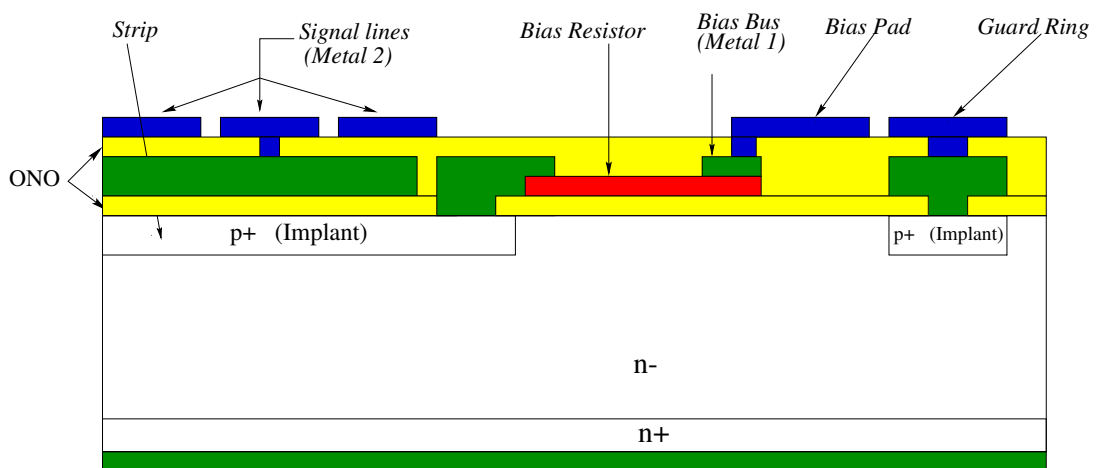 Strip
Signal lines
(Metal 2)
Bias Resistor
Bias Bus
(Metal 1)
Bias Pad
Guard Ring
ONO
p+ (Implant)
p+ (Implant)
n-
n+